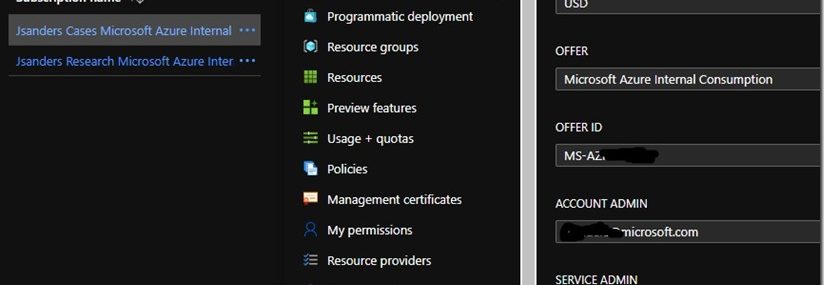 Subscription name
Jsanders Cases Microsoft Azure Internal ···
Jsanders Research Microsoft Azure Inter ···
Programmatic deployment
Resource groups
Resources
Preview features
Usage + quotas
Policies
Management certificates
My permissions
Resource providers
USD
OFFER
Microsoft Azure Internal Consumption
OFFER ID
MS-AZ
ACCOUNT ADMIN
@microsoft.com
SERVICE ADMIN